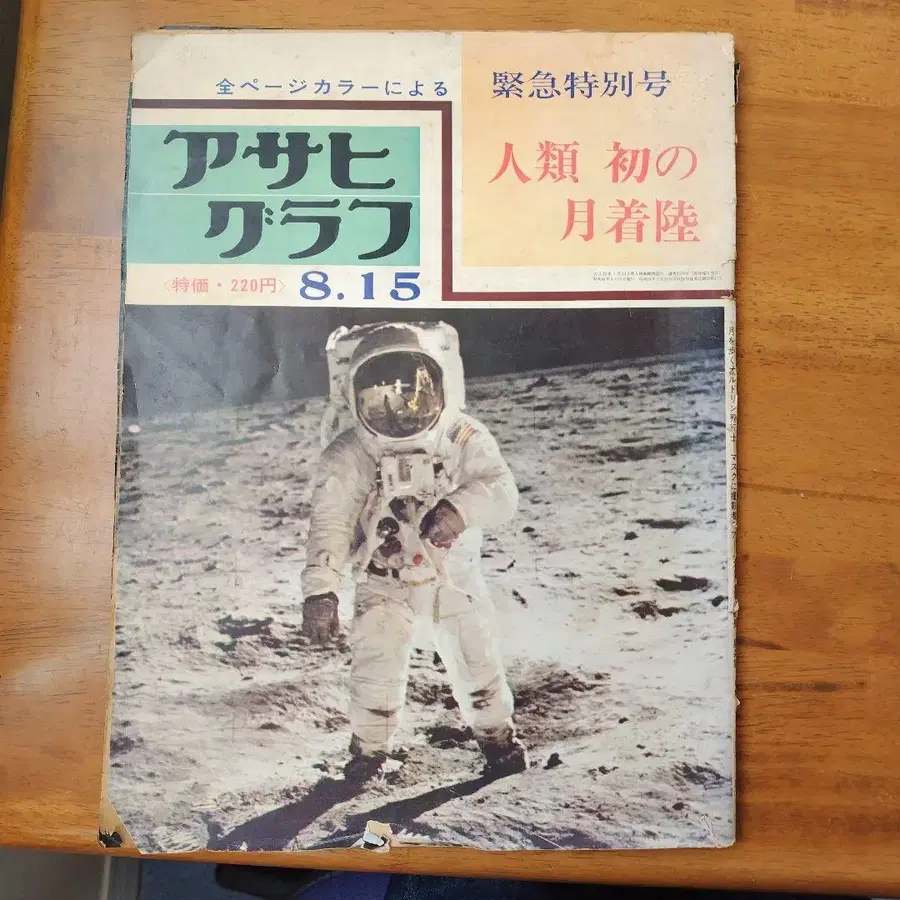 全ページカラーによる
緊急特別号
アサヒ
グラフ
人類 初の
月着陸
〈特価・220円〉 8.15